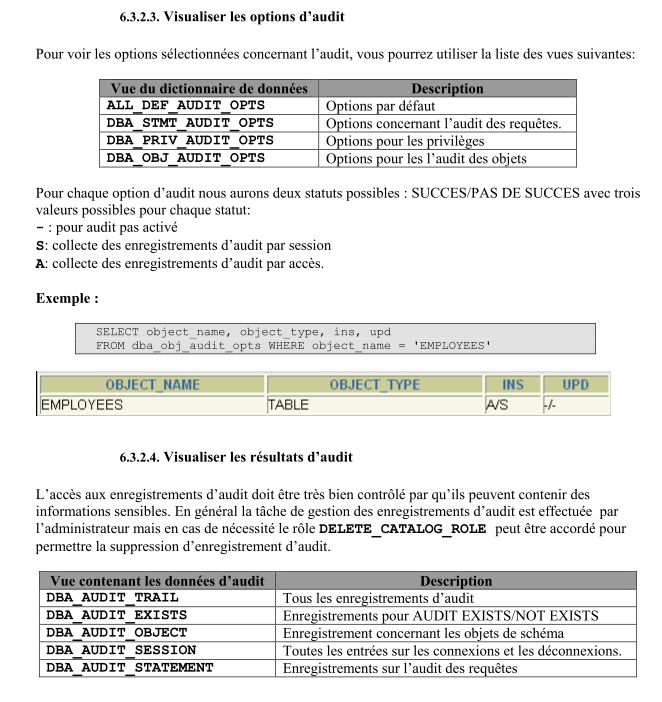 6.3.2.3. Visualiser les options d'audit
Pour voir les options sélectionnées concernant l'audit, vous pourrez utiliser la liste des vues suivantes:
Vue du dictionnaire de données Description
ALL_DEF_AUDIT_OPTS Options par défaut
DBA_STMT_AUDIT_OPTS Options concernant l'audit des requêtes.
DBA_PRIV_AUDIT_OPTS Options pour les privilèges
DBA_OBJ_AUDIT_OPTS Options pour les l'audit des objets
Pour chaque option d'audit nous aurons deux statuts possibles : SUCCES/PAS DE SUCCES avec trois
valeurs possibles pour chaque statut:
- : pour audit pas activé
S: collecte des enregistrements d'audit par session
A: collecte des enregistrements d'audit par accès.
Exemple :
SELECT object_name, object_type, ins, upd
FROM dba_obj_audit_opts WHERE object_name = 'EMPLOYEES'
OBJECT_NAME OBJECT_TYPE INS UPD
EMPLOYEES TABLE A/S -/-
6.3.2.4. Visualiser les résultats d'audit
L'accès aux enregistrements d'audit doit être très bien contrôlé par qu'ils peuvent contenir des
informations sensibles. En général la tâche de gestion des enregistrements d'audit est effectuée par
l'administrateur mais en cas de nécessité le rôle DELETE_CATALOG_ROLE peut être accordé pour
permettre la suppression d'enregistrement d'audit.
Vue contenant les données d'audit Description
DBA_AUDIT_TRAIL Tous les enregistrements d'audit
DBA_AUDIT_EXISTS Enregistrements pour AUDIT EXISTS/NOT EXISTS
DBA_AUDIT_OBJECT Enregistrement concernant les objets de schéma
DBA_AUDIT_SESSION Toutes les entrées sur les connexions et les déconnexions.
DBA_AUDIT_STATEMENT Enregistrements sur l'audit des requêtes